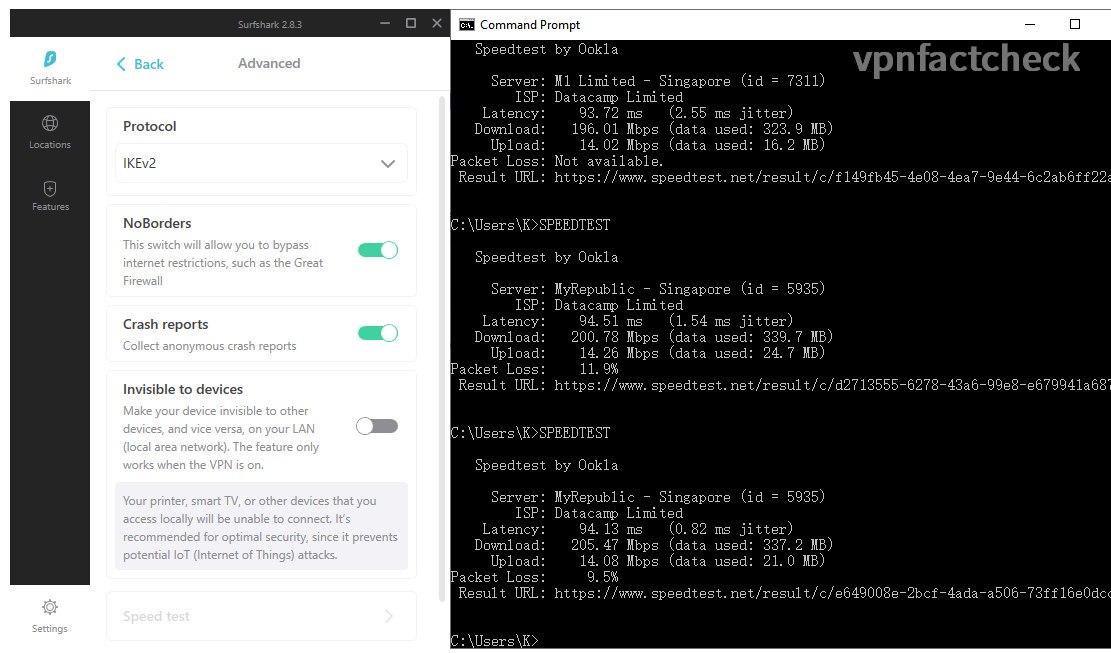 Surfshark 2.8.3
Surfshark
Locations
Features
Settings
Back
Advanced
Protocol
IKEv2
NoBorders
This switch will allow you to bypass
internet restrictions, such as the Great
Firewall
Crash reports
Collect anonymous crash reports
Invisible to devices
Make your device invisible to other
devices, and vice versa, on your LAN
(local area network). The feature only
works when the VPN is on.
Your printer, smart TV, or other devices that you
access locally will be unable to connect. It's
recommended for optimal security, since it prevents
potential IoT (Internet of Things) attacks.
Speed test
Command Prompt
vpnfactcheck
Speedtest by Ookla
Server: M1 Limited - Singapore (id = 7311)
ISP: Datacamp Limited
Latency: 93.72 ms (2.55 ms jitter)
Download: 196.01 Mbps (data used: 323.9 MB)
Upload: 14.02 Mbps (data used: 16.2 MB)
Packet Loss: Not available.
Result URL: https://www.speedtest.net/result/c/f149fb45-4e08-4ea7-9e44-6c2ab6ff22a
C:\Users\K>SPEEDTEST
Speedtest by Ookla
Server: MyRepublic - Singapore (id = 5935)
ISP: Datacamp Limited
Latency: 94.51 ms (1.54 ms jitter)
Download: 200.78 Mbps (data used: 339.7 MB)
Upload: 14.26 Mbps (data used: 24.7 MB)
Packet Loss: 11.9%
Result URL: https://www.speedtest.net/result/c/d2713555-6278-43a6-99e8-e679941a687
C:\Users\K>SPEEDTEST
Speedtest by Ookla
Server: MyRepublic - Singapore (id = 5935)
ISP: Datacamp Limited
Latency: 94.13 ms (0.82 ms jitter)
Download: 205.47 Mbps (data used: 337.2 MB)
Upload: 14.08 Mbps (data used: 21.0 MB)
Packet Loss: 9.5%
Result URL: https://www.speedtest.net/result/c/e649008e-2bcf-4ada-a506-73ff16e0dcc
C:\Users\K>